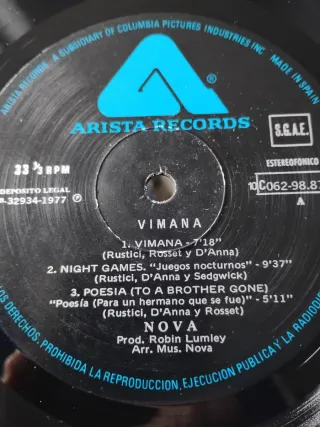 ARISTA RECORDS - A SUBSIDIARY OF COLUMBIA PICTURES INDUSTRIES INC. - MADE IN SPAIN
®
ARISTA RECORDS
S.G.A.E.
33 ⅓ RPM
ESTEREOFONICO
DEPOSITO LEGAL
-32934-1977 Ⓟ
10C062-98.87
A
VIMANA
1. VIMANA - 7'18"
(Rustici, Rosset y D'Anna)
2. NIGHT GAMES. "Juegos nocturnos" - 9'37"
(Rustici, D'Anna y Sedgwick)
3. POESIA (TO A BROTHER GONE)
"Poesía (Para un hermano que se fue)" - 5'11"
(Rustici, D'Anna y Rosset)
NOVA
Prod. Robin Lumley
Arr. Mus. Nova
LOS DERECHOS. PROHIBIDA LA REPRODUCCION, EJECUCION PUBLICA Y LA RADIODI